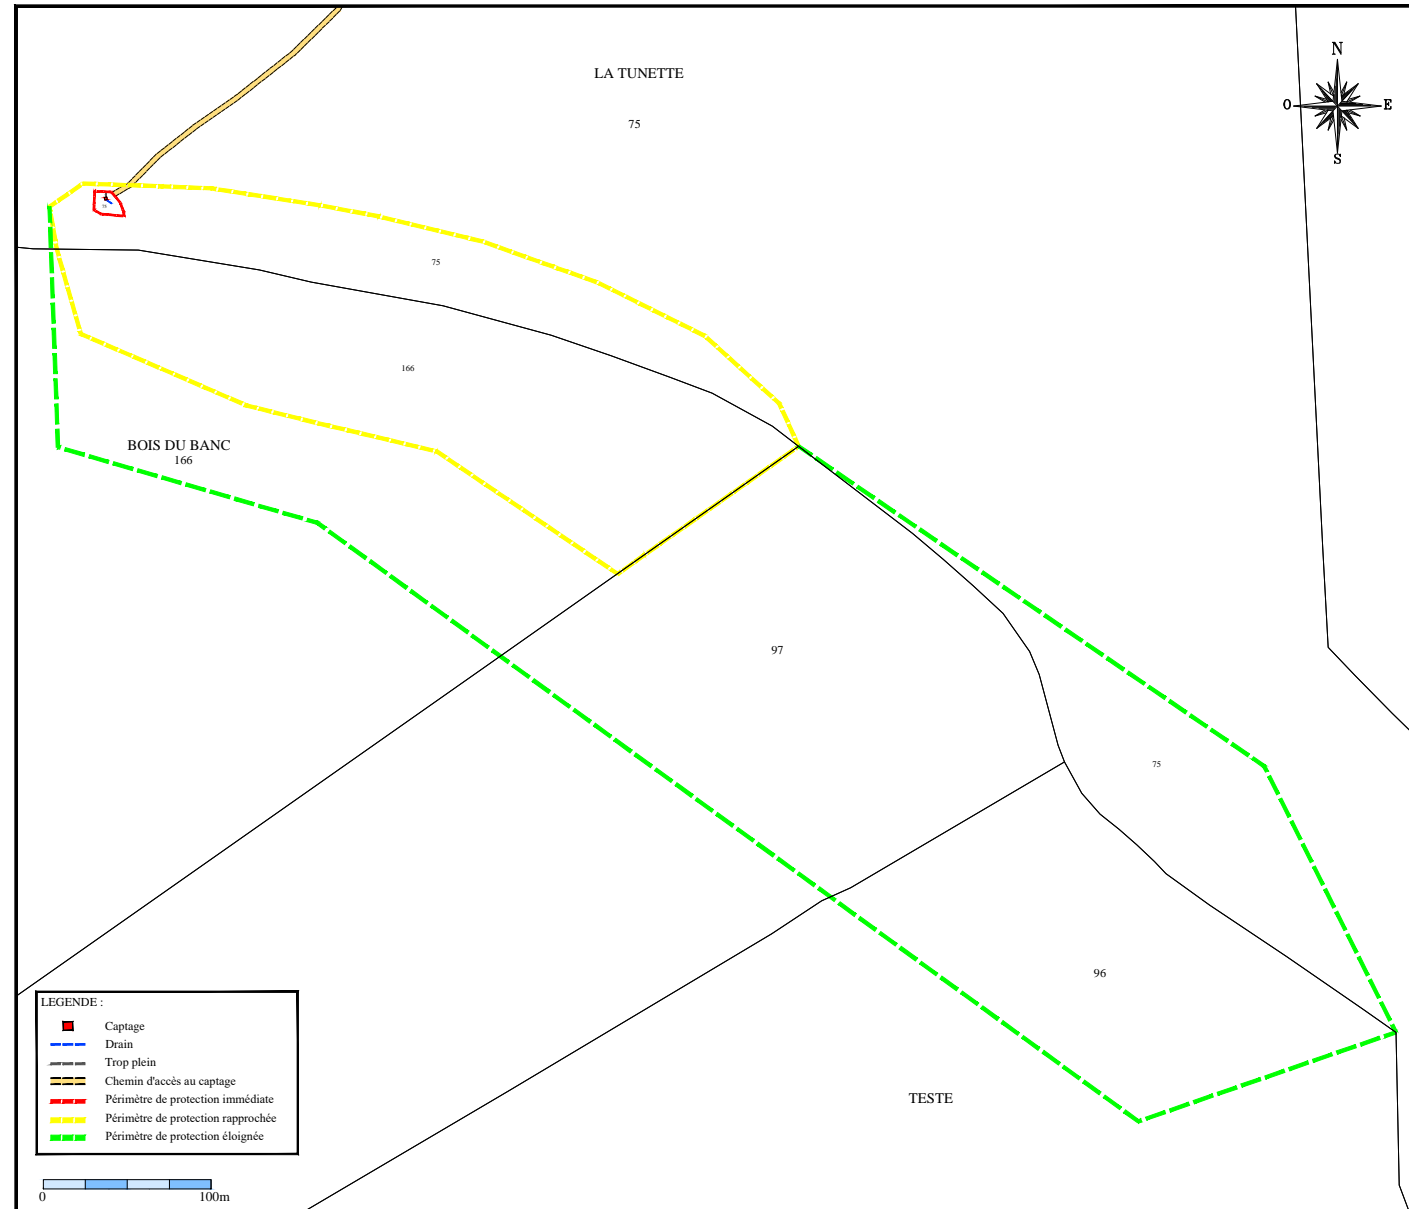 LA TUNETTE
75
N
O
E
S
75
166
BOIS DU BANC
166
97
75
96
TESTE
LEGENDE :
Captage
Drain
Trop plein
Chemin d'accès au captage
Périmètre de protection immédiate
Périmètre de protection rapprochée
Périmètre de protection éloignée
0
100m